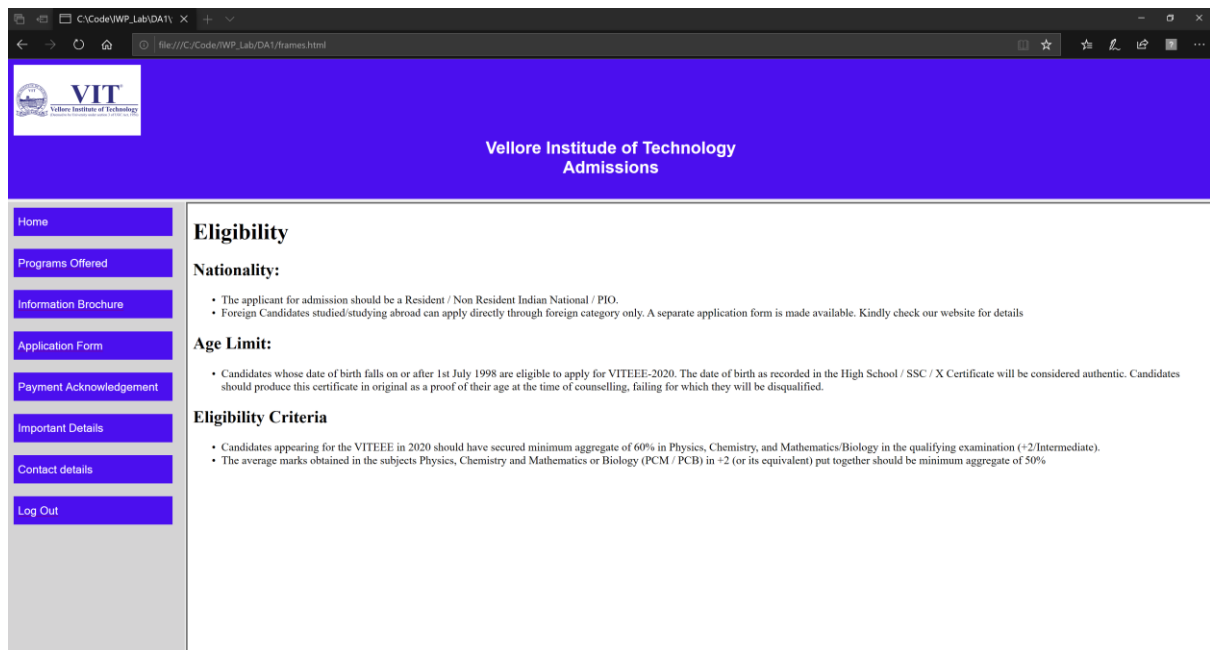 C:\Code\IWP_Lab\DA1\
file:///C:/Code/IWP_Lab/DA1/frames.html
VIT
Vellore Institute of Technology
Vellore Institude of Technology
Admissions
Home
Programs Offered
Information Brochure
Application Form
Payment Acknowledgement
Important Details
Contact details
Log Out
Eligibility
Nationality:
• The applicant for admission should be a Resident / Non Resident Indian National / PIO.
• Foreign Candidates studied/studying abroad can apply directly through foreign category only. A separate application form is made available. Kindly check our website for details
Age Limit:
• Candidates whose date of birth falls on or after 1st July 1998 are eligible to apply for VITEEE-2020. The date of birth as recorded in the High School / SSC / X Certificate will be considered authentic. Candidates
should produce this certificate in original as a proof of their age at the time of counselling, failing for which they will be disqualified.
Eligibility Criteria
• Candidates appearing for the VITEEE in 2020 should have secured minimum aggregate of 60% in Physics, Chemistry, and Mathematics/Biology in the qualifying examination (+2/Intermediate).
• The average marks obtained in the subjects Physics, Chemistry and Mathematics or Biology (PCM / PCB) in +2 (or its equivalent) put together should be minimum aggregate of 50%